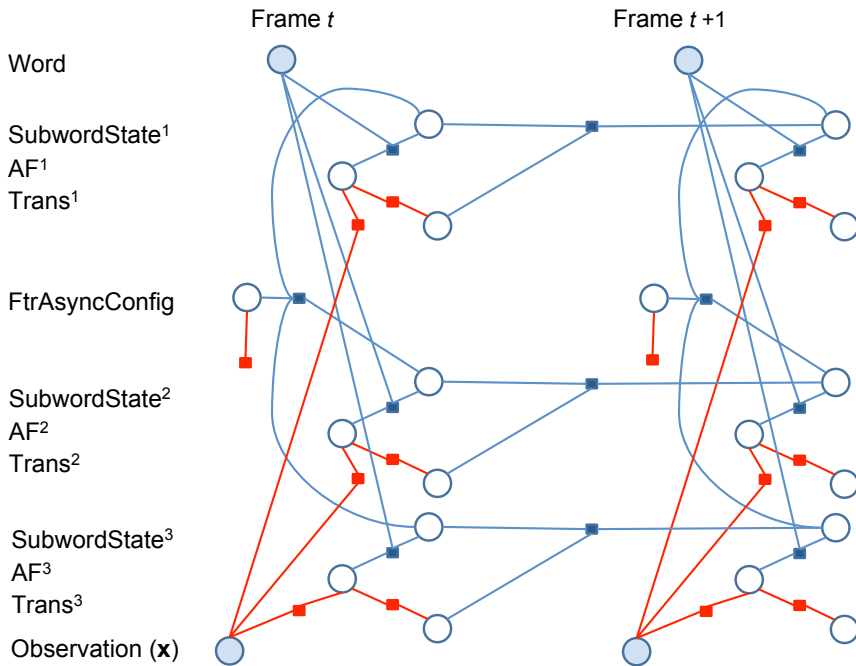 Frame t
Frame t +1
Word
SubwordState¹
AF¹
Trans¹
FtrAsyncConfig
SubwordState²
AF²
Trans²
SubwordState³
AF³
Trans³
Observation (x)